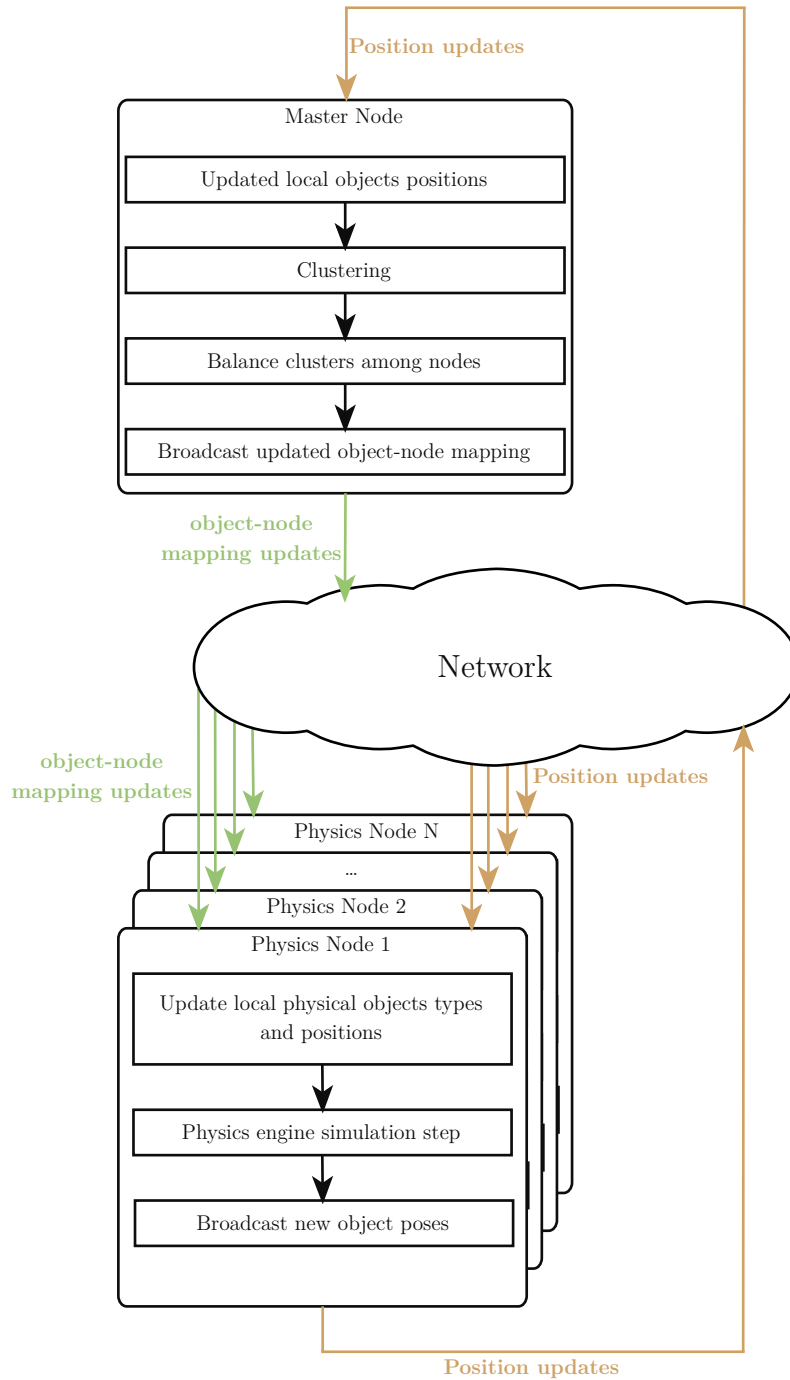 Position updates
Master Node
Updated local objects positions
Clustering
Balance clusters among nodes
Broadcast updated object-node mapping
object-node
mapping updates
Network
object-node
mapping updates
Position updates
Physics Node N
...
Physics Node 2
Physics Node 1
Update local physical objects types
and positions
Physics engine simulation step
Broadcast new object poses
Position updates